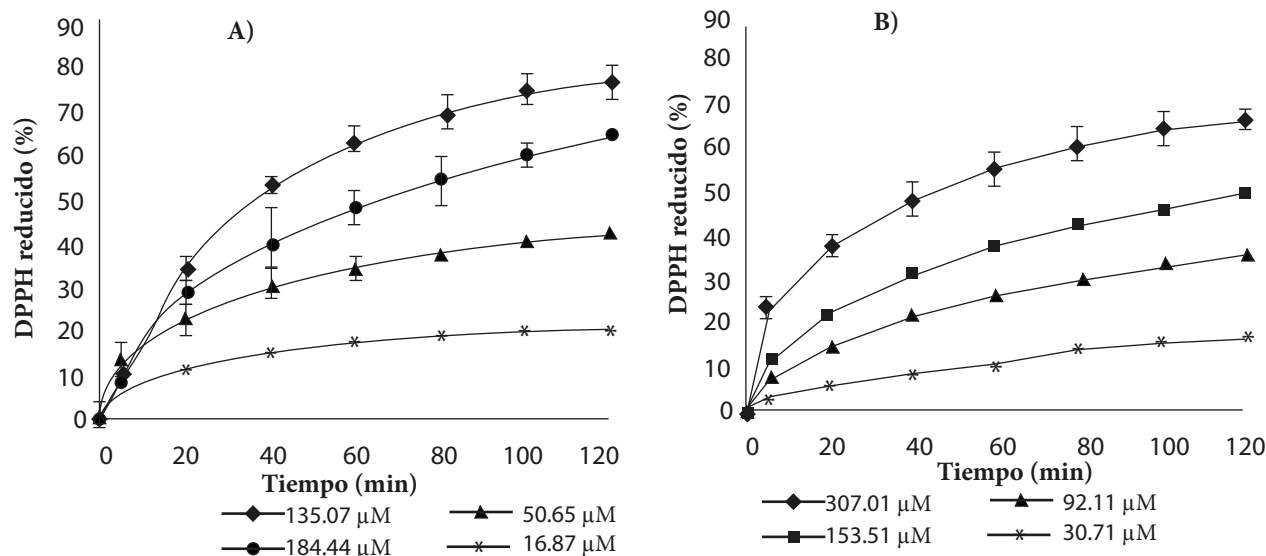 A)
90
80
70
60
50
40
30
20
10
0
DPPH reducido (%)
0 20 40 60 80 100 120
Tiempo (min)
135.07 µM
50.65 µM
184.44 µM
16.87 µM
B)
90
80
70
60
50
40
30
20
10
0
DPPH reducido (%)
0 20 40 60 80 100 120
Tiempo (min)
307.01 µM
92.11 µM
153.51 µM
30.71 µM